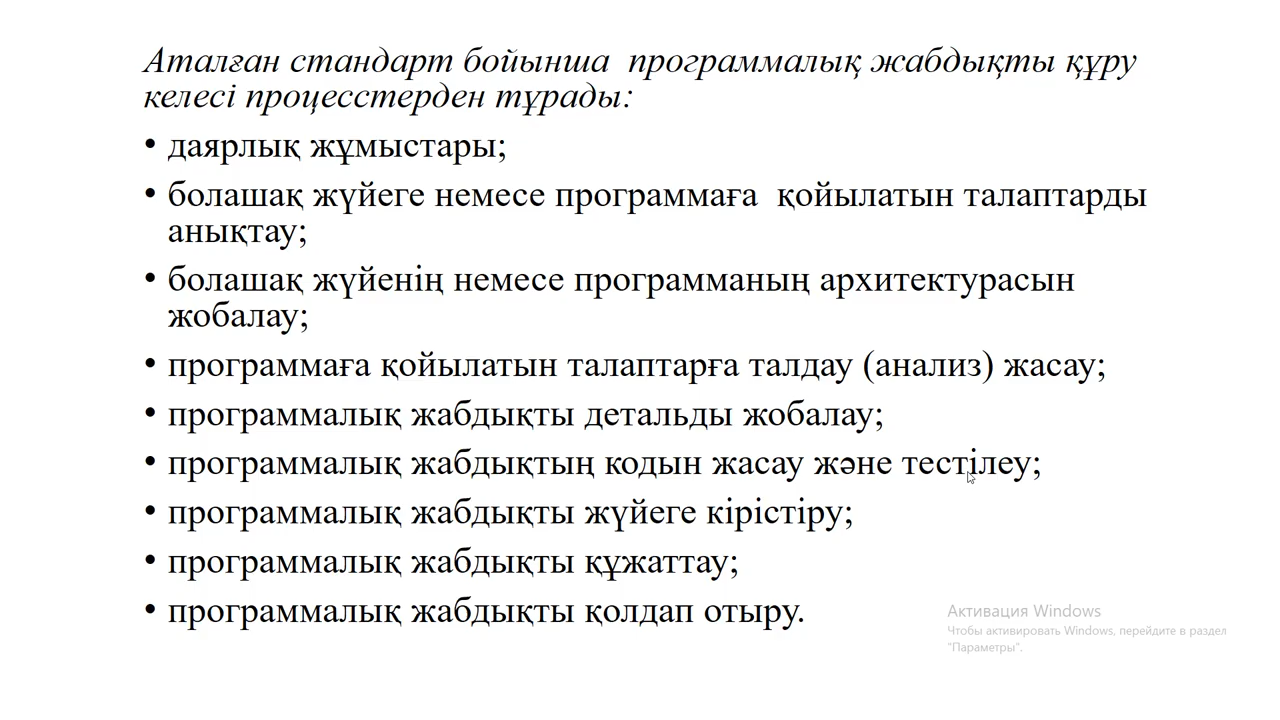 Аталған стандарт бойынша  программалық жабдықты құру
келесі процесстерден тұрады:
• даярлық жұмыстары;
• болашақ жүйеге немесе программаға  қойылатын талаптарды
анықтау;
• болашақ жүйенің немесе программаның архитектурасын
жобалау;
• программаға қойылатын талаптарға талдау (анализ) жасау;
• программалық жабдықты детальды жобалау;
• программалық жабдықтың кодын жасау және тестілеу;
• программалық жабдықты жүйеге кірістіру;
• программалық жабдықты құжаттау;
• программалық жабдықты қолдап отыру.
Активация Windows
Чтобы активировать Windows, перейдите в раздел
"Параметры".